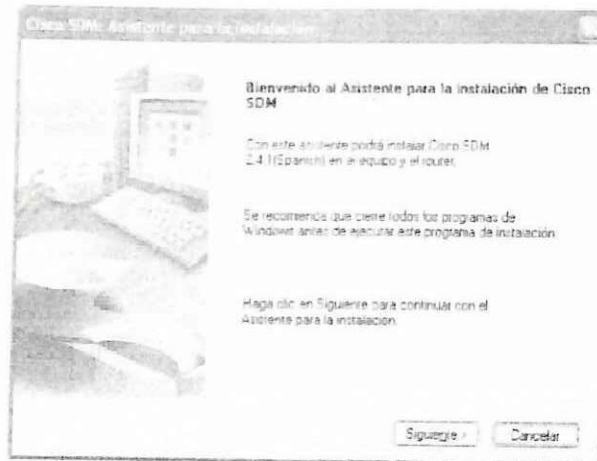 Cisco SDM: Asistente para la instalación
Bienvenido al Asistente para la instalación de Cisco
SDM
Con este asistente podrá instalar Cisco SDM
2.4.1(Spanish) en el equipo y el router.
Se recomienda que cierre todos los programas de
Windows antes de ejecutar este programa de instalación
Haga clic en Siguiente para continuar con el
Asistente para la instalación.
Siguiente >
Cancelar